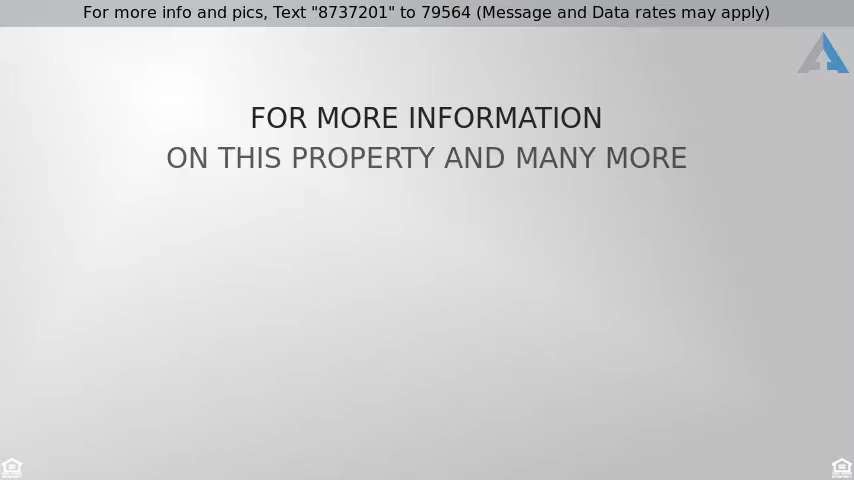 For more info and pics, Text "8737201" to 79564 (Message and Data rates may apply)
FOR MORE INFORMATION
ON THIS PROPERTY AND MANY MORE